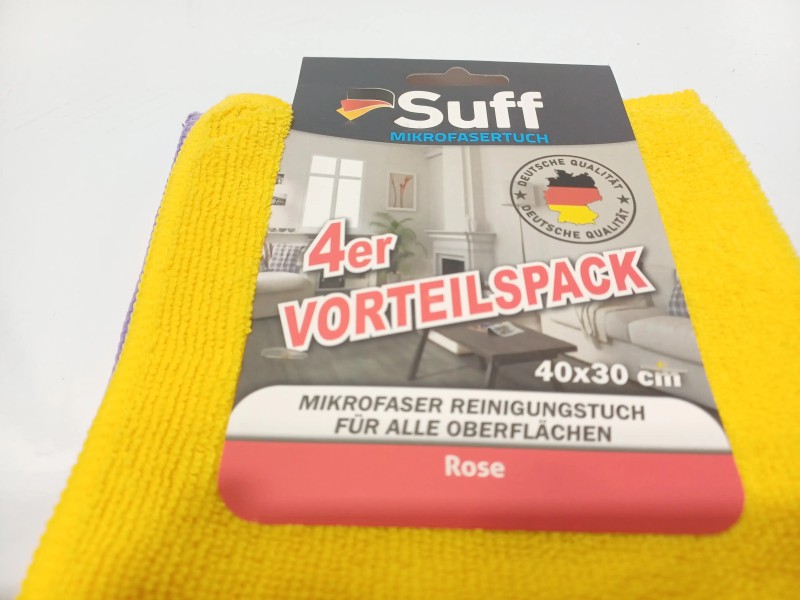 Suff
MIKROFASERTUCH
DEUTSCHE QUALITÄT
DEUTSCHE QUALITÄT
4er
VORTEILSPACK
40x30 cm
MIKROFASER REINIGUNGSTUCH
FÜR ALLE OBERFLÄCHEN
Rose